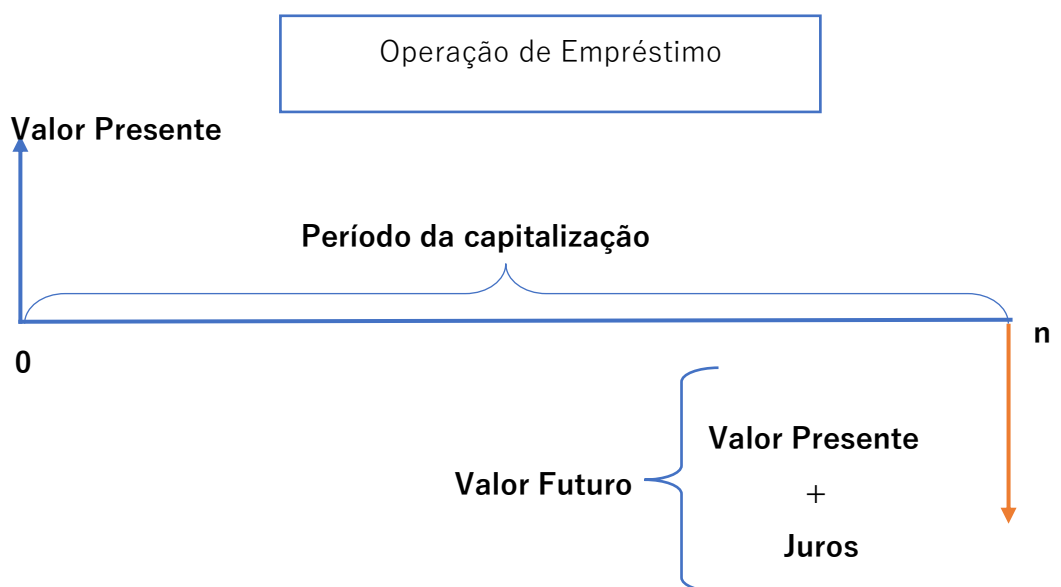 Operação de Empréstimo
Valor Presente
Período da capitalização
0
n
Valor Futuro
Valor Presente
+
Juros